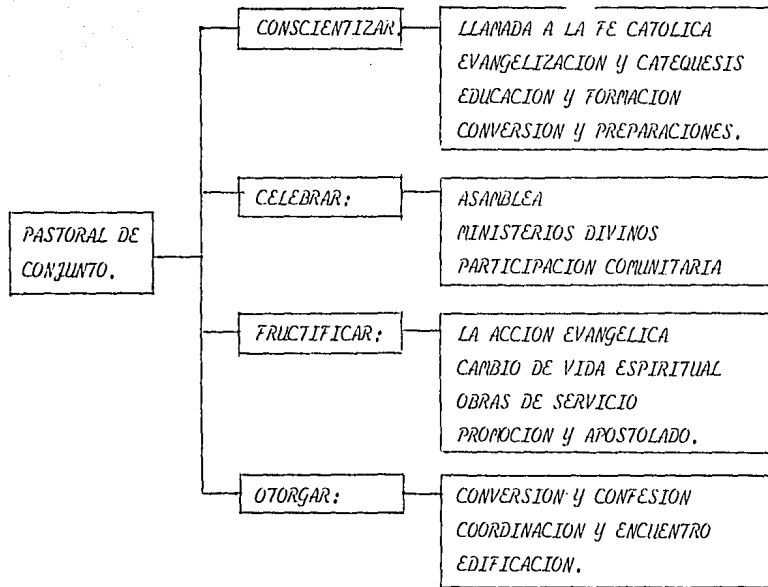 PASTORAL DE
CONJUNTO.
CONSCIENTIZAR.
LLAMADA A LA FE CATOLICA
EVANGELIZACION Y CATEQUESIS
EDUCACION Y FORMACION
CONVERSION Y PREPARACIONES.
CELEBRAR:
ASAMBLEA
MINISTERIOS DIVINOS
PARTICIPACION COMUNITARIA
FRUCTIFICAR:
LA ACCION EVANGELICA
CAMBIO DE VIDA ESPIRITUAL
OBRAS DE SERVICIO
PROMOCION Y APOSTOLADO.
OTORGAR:
CONVERSION Y CONFESION
COORDINACION Y ENCUENTRO
EDIFICACION.